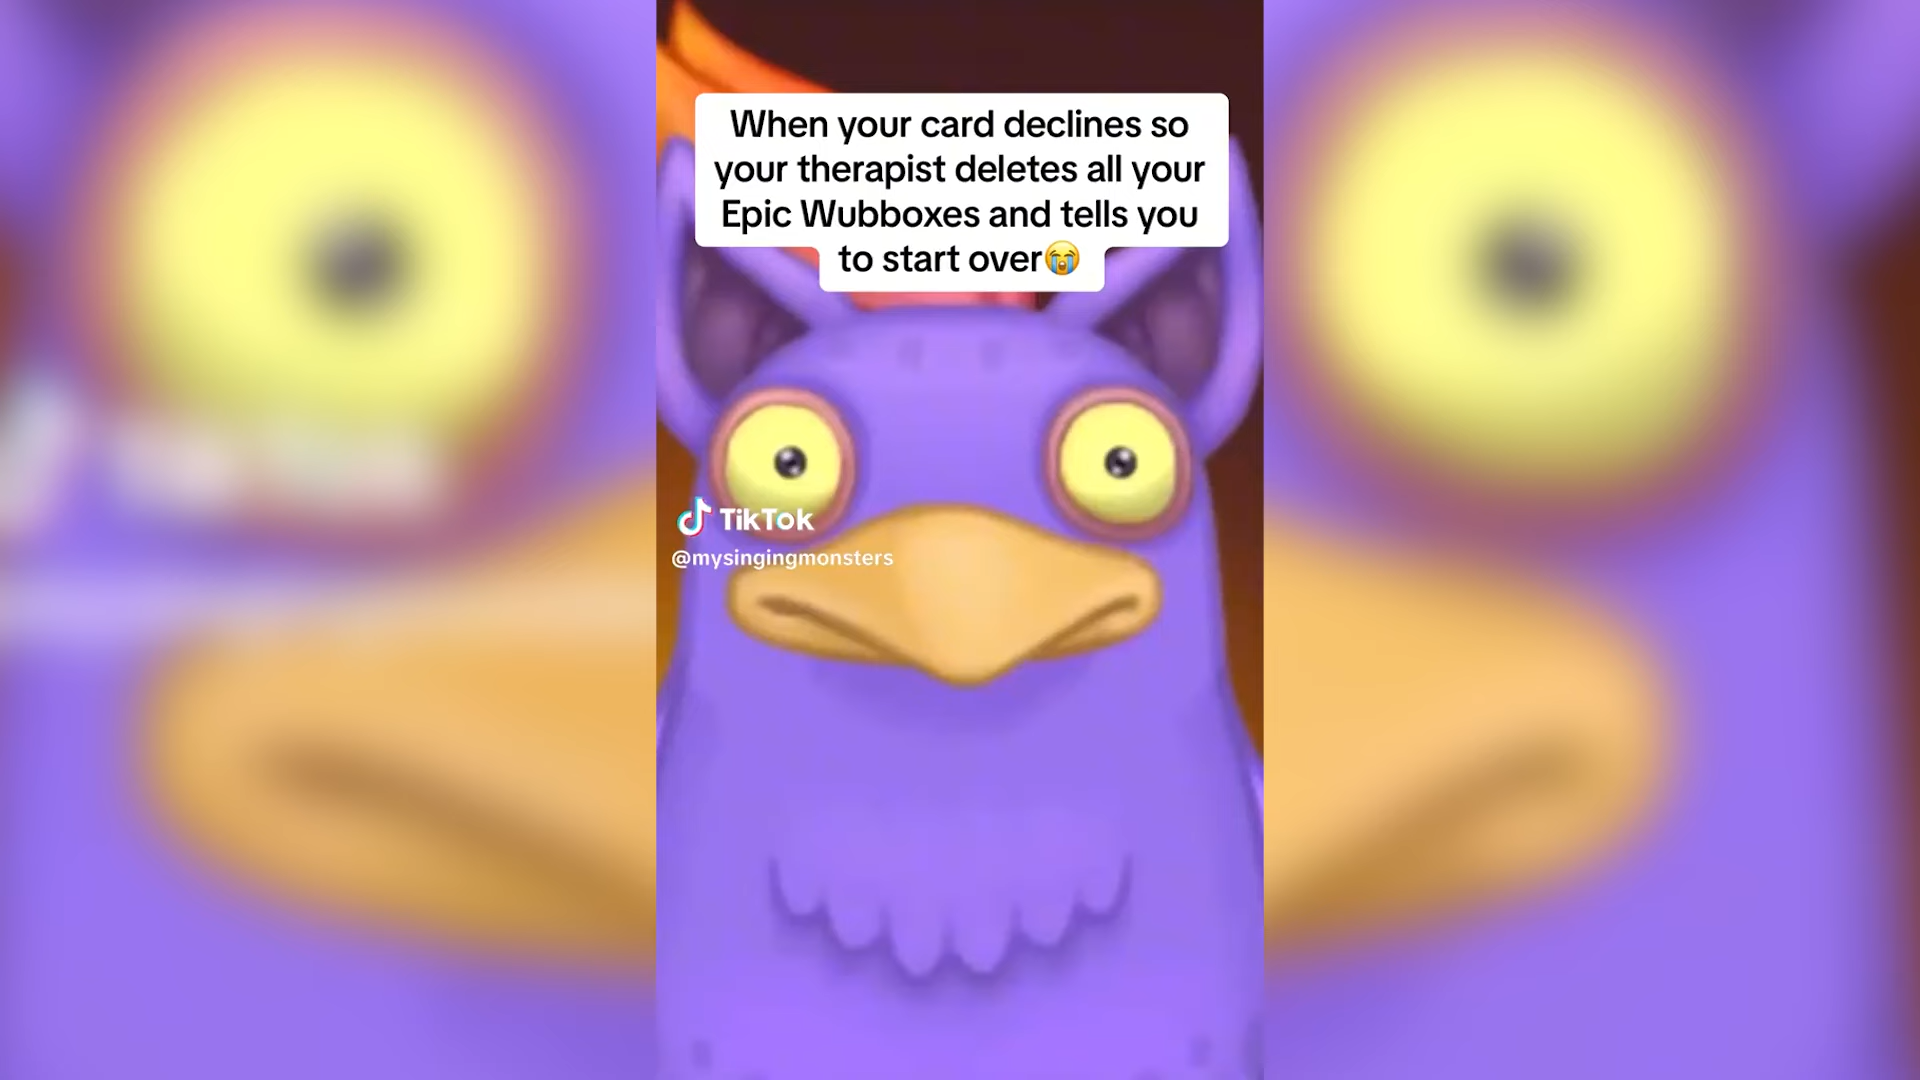 When your card declines so
your therapist deletes all your
Epic Wubboxes and tells you
to start over😭
TikTok
@mysingingmonsters